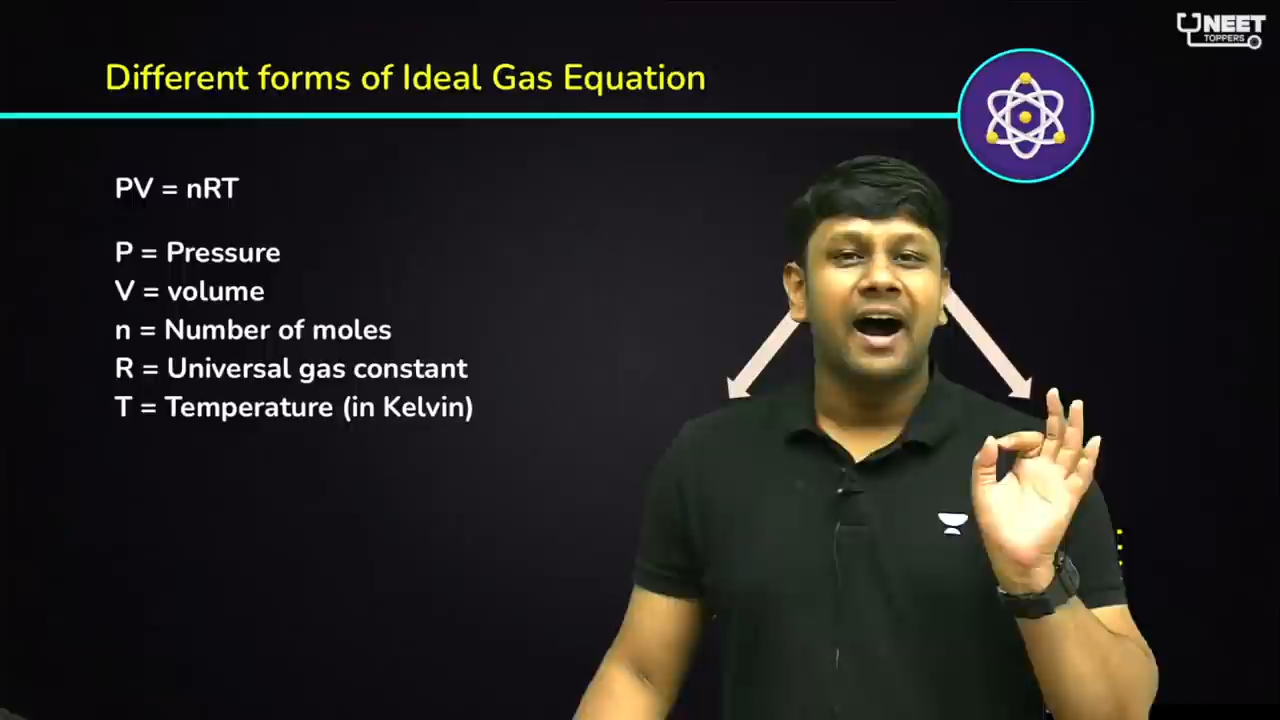 NEET
TOPPERS
Different forms of Ideal Gas Equation
PV = nRT
P = Pressure
V = volume
n = Number of moles
R = Universal gas constant
T = Temperature (in Kelvin)